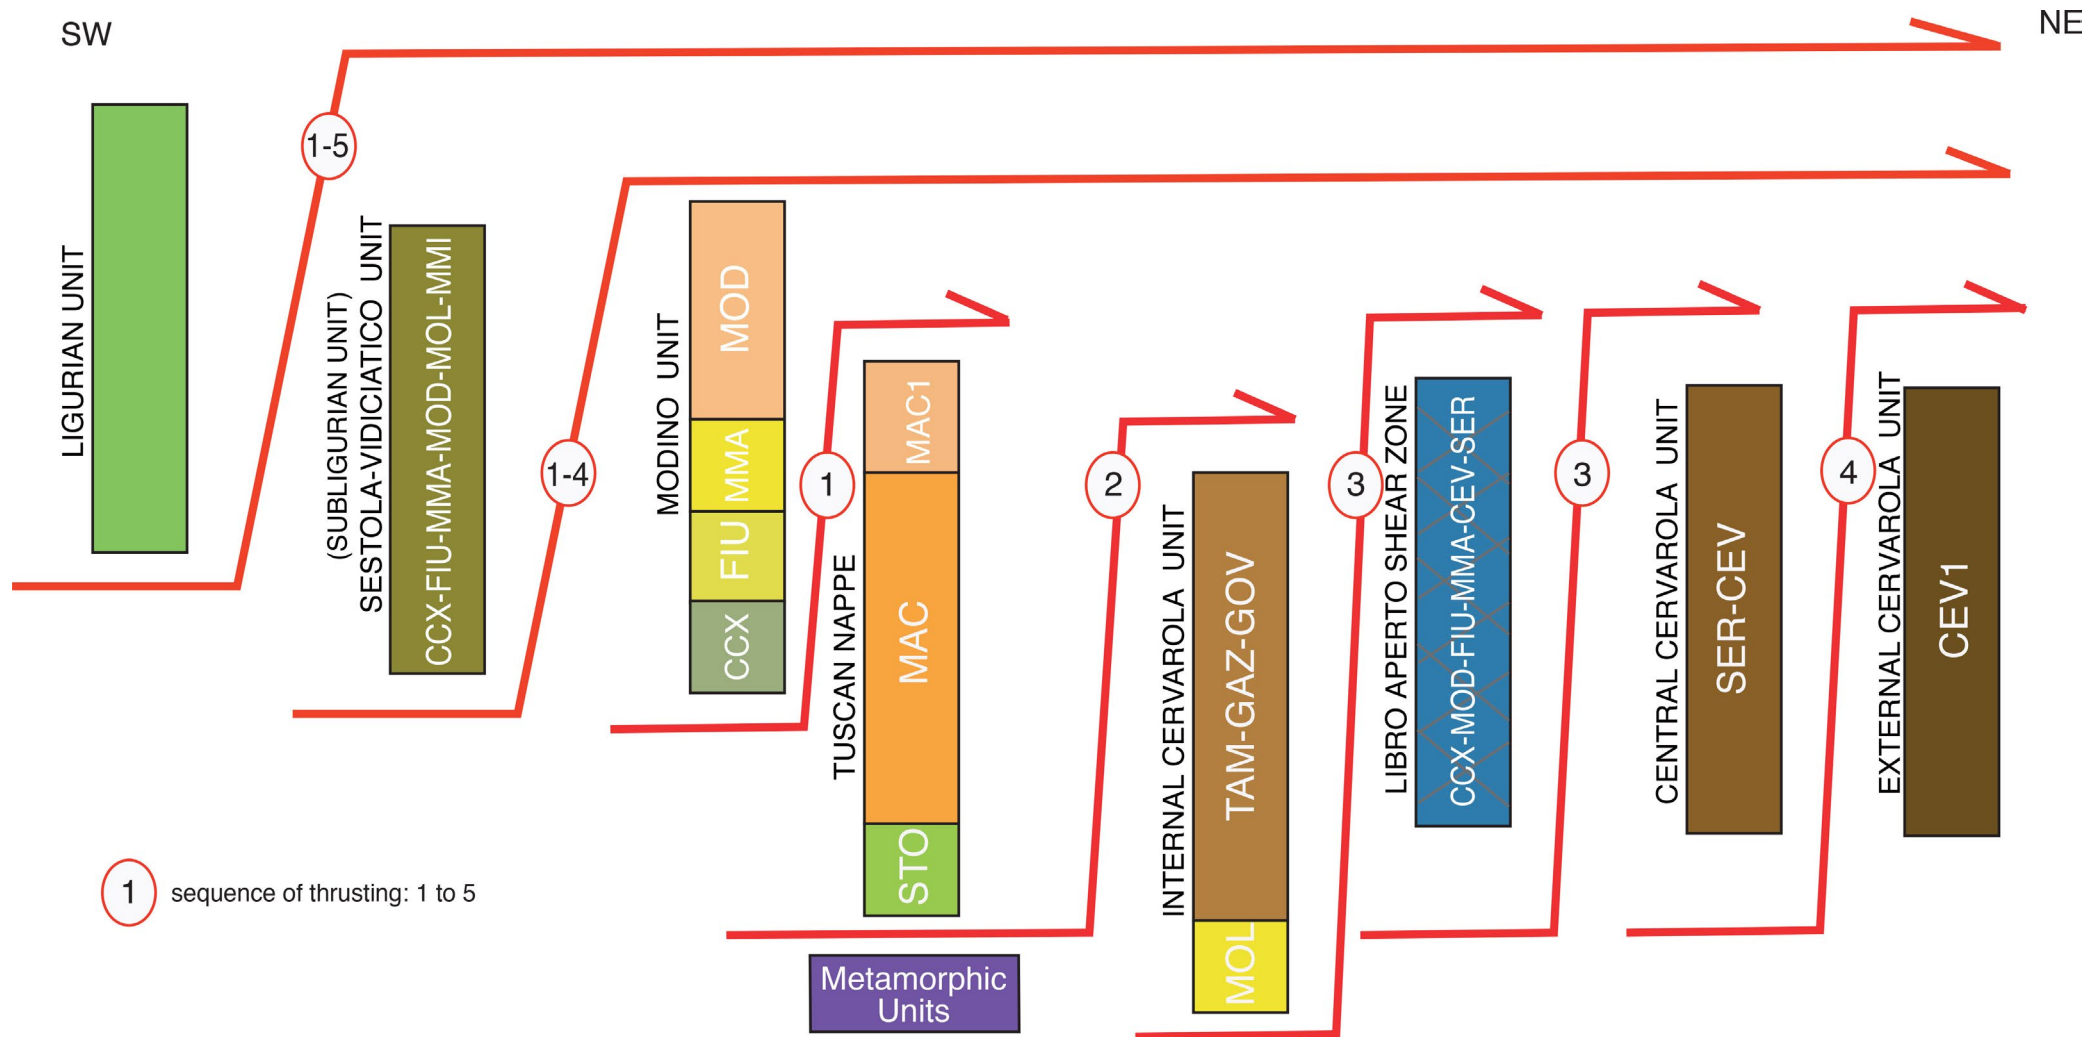 SW
NE
LIGURIAN UNIT
1-5
(SUBLIGURIAN UNIT)
SESTOLA-VIDICIATICO UNIT
CCX-FIU-MMA-MOD-MOL-MMI
1-4
MODINO UNIT
MOD
MMA
FIU
CCX
1
TUSCAN NAPPE
MAC1
MAC
STO
Metamorphic
Units
2
INTERNAL CERVAROLA UNIT
TAM-GAZ-GOV
MOL
3
LIBRO APERTO SHEAR ZONE
CCX-MOD-FIU-MMA-CEV-SER
3
CENTRAL CERVAROLA UNIT
SER-CEV
4
EXTERNAL CERVAROLA UNIT
CEV1
1 sequence of thrusting: 1 to 5